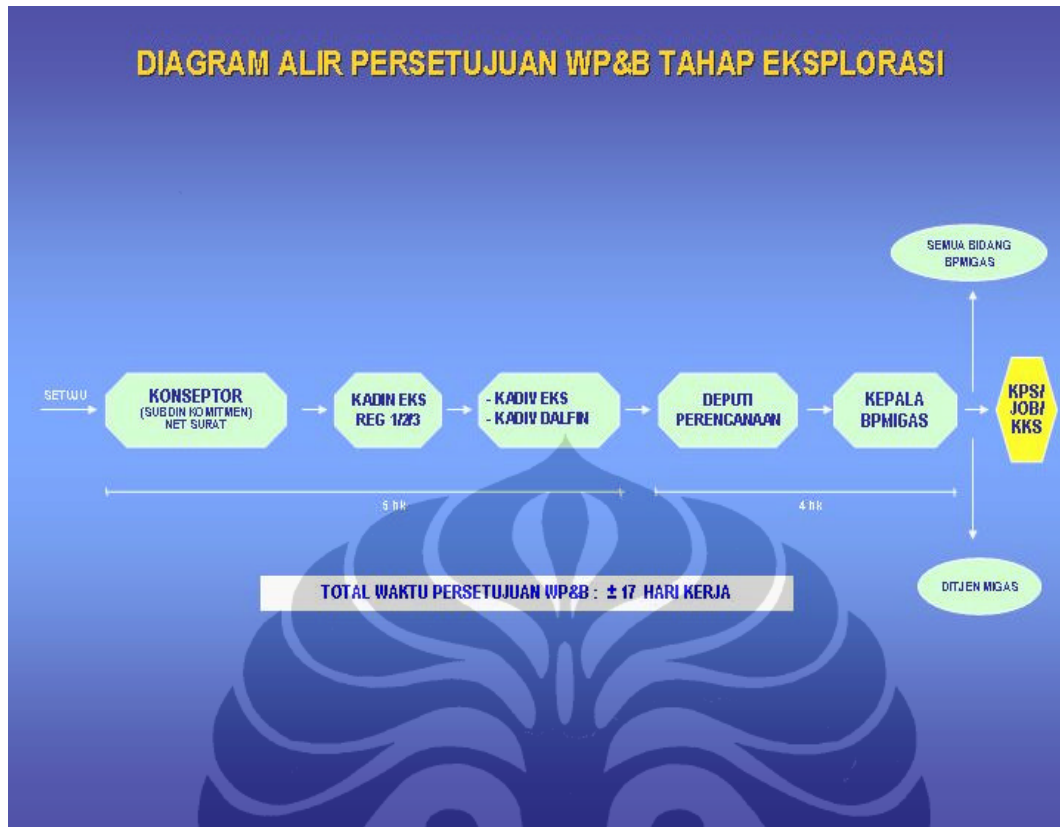 DIAGRAM ALIR PERSETUJUAN WP&B TAHAP EKSPLORASI
SEMUA BIDANG
BPMIGAS
SETUJU
KONSEPTOR
(SUBDIN KOMITMEN)
NET SURAT
KADIN EKS
REG 1/2/3
- KADIV EKS
- KADIV DALFIN
DEPUTI
PERENCANAAN
KEPALA
BPMIGAS
KPS/
JOB/
KKS
5 hk
4 hk
DITJEN MIGAS
TOTAL WAKTU PERSETUJUAN WP&B : ± 17 HARI KERJA